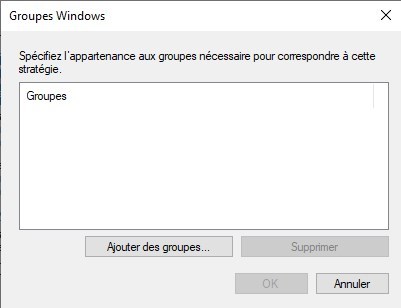 Groupes Windows
Spécifiez l'appartenance aux groupes nécessaire pour correspondre à cette
stratégie.
Groupes
Ajouter des groupes...
Supprimer
OK
Annuler